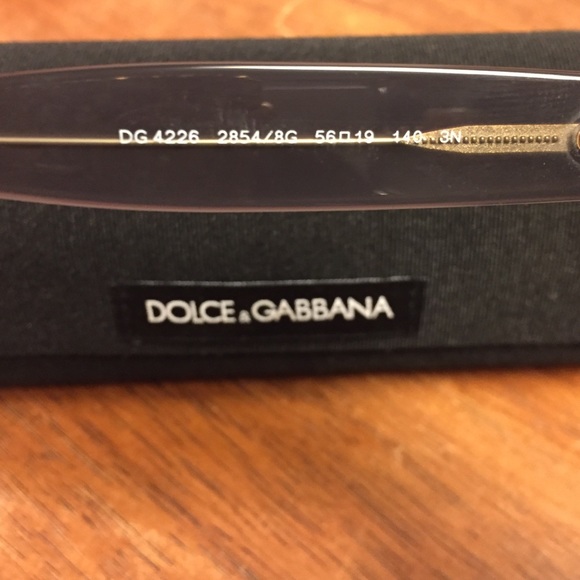 DG 4226 2854/8G 56□19 140 3N
DOLCE & GABBANA